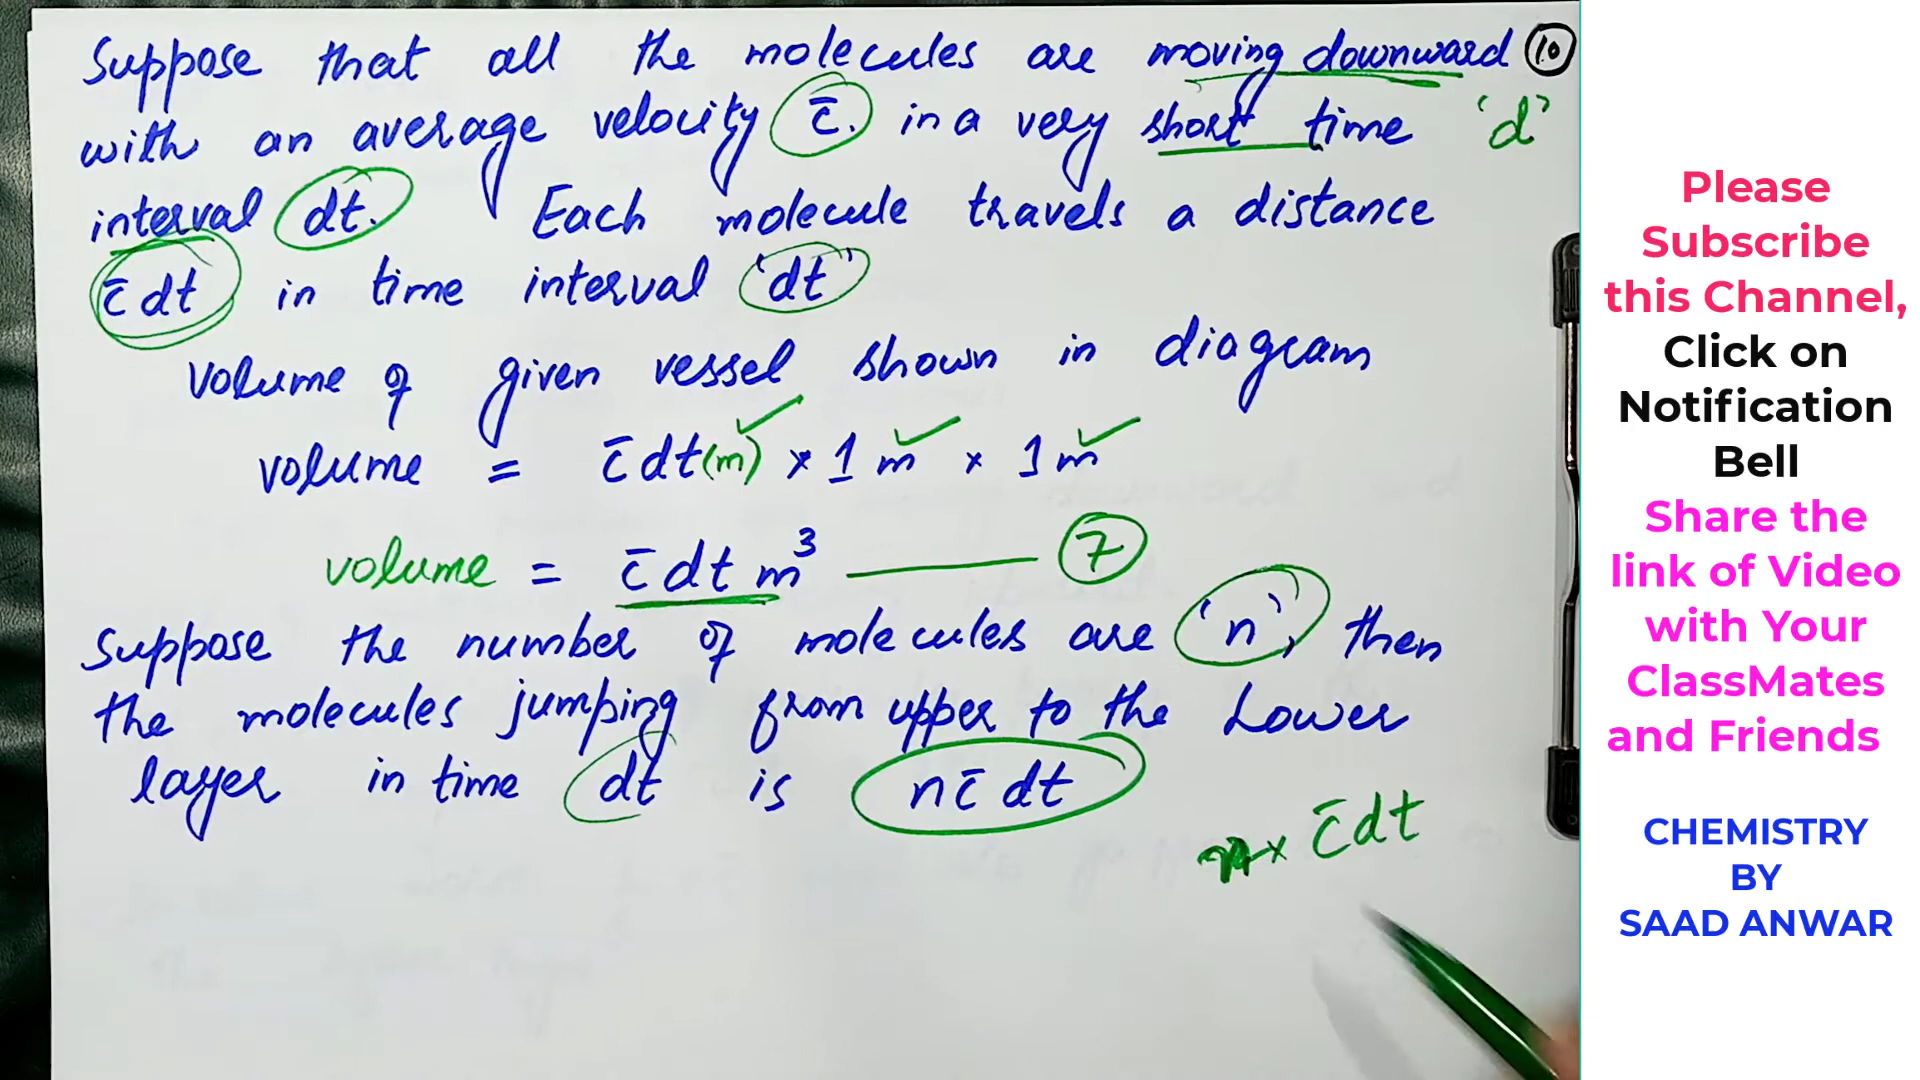 Suppose that all the molecules are moving downward 10
with an average velocity c̄. in a very short time 'd'
interval dt. Each molecule travels a distance
c̄dt in time interval 'dt'
volume of given vessel shown in diagram
volume = c̄dt(m) × 1m × 1m
volume = c̄dt m³ ——— 7
Suppose the number of molecules are 'n', then
the molecules jumping from upper to the Lower
layer in time dt is nc̄ dt
n × c̄dt
Please
Subscribe
this Channel,
Click on
Notification
Bell
Share the
link of Video
with Your
ClassMates
and Friends
CHEMISTRY
BY
SAAD ANWAR